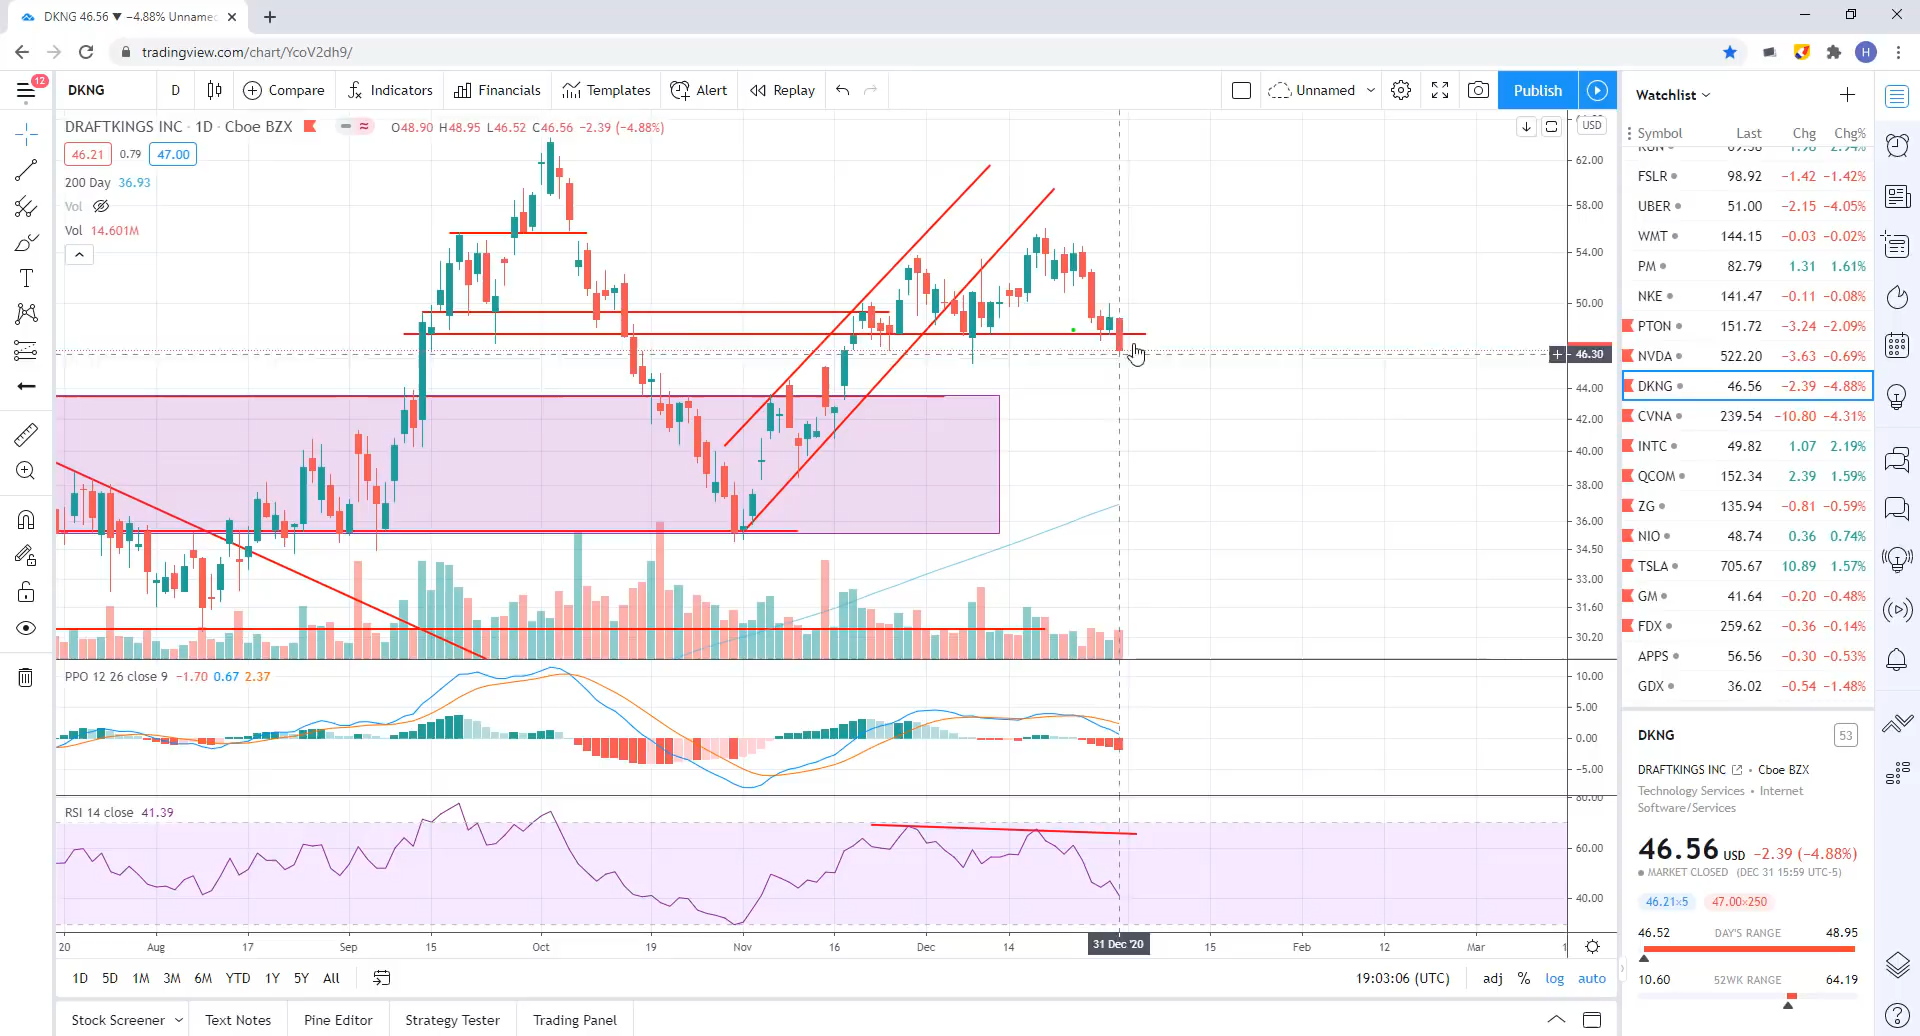 DKNG 46.56 ▼ −4.88% Unnamed
tradingview.com/chart/YcoV2dh9/
H
12
DKNG D Compare Indicators Financials Templates Alert Replay Unnamed Publish
DRAFTKINGS INC · 1D · Cboe BZX O48.90 H48.95 L46.52 C46.56 −2.39 (−4.88%)
46.21 0.79 47.00
200 Day 36.93
Vol
Vol 14.601M
USD
62.00
58.00
54.00
50.00
46.30
44.00
42.00
40.00
38.00
36.00
34.50
33.00
31.60
30.20
PPO 12 26 close 9 −1.70 0.67 2.37
10.00
5.00
0.00
−5.00
RSI 14 close 41.39
80.00
60.00
40.00
20 Aug 17 Sep 15 Oct 19 Nov 16 Dec 14 31 Dec '20 15 Feb 12 Mar 1
1D 5D 1M 3M 6M YTD 1Y 5Y All 19:03:06 (UTC) adj % log auto
Stock Screener Text Notes Pine Editor Strategy Tester Trading Panel
Watchlist
Symbol Last Chg Chg%
FSLR 98.92 −1.42 −1.42%
UBER 51.00 −2.15 −4.05%
WMT 144.15 −0.03 −0.02%
PM 82.79 1.31 1.61%
NKE 141.47 −0.11 −0.08%
PTON 151.72 −3.24 −2.09%
NVDA 522.20 −3.63 −0.69%
DKNG 46.56 −2.39 −4.88%
CVNA 239.54 −10.80 −4.31%
INTC 49.82 1.07 2.19%
QCOM 152.34 2.39 1.59%
ZG 135.94 −0.81 −0.59%
NIO 48.74 0.36 0.74%
TSLA 705.67 10.89 1.57%
GM 41.64 −0.20 −0.48%
FDX 259.62 −0.36 −0.14%
APPS 56.56 −0.30 −0.53%
GDX 36.02 −0.54 −1.48%
DKNG 53
DRAFTKINGS INC • Cboe BZX
Technology Services • Internet
Software/Services
46.56 USD −2.39 (−4.88%)
MARKET CLOSED (DEC 31 15:59 UTC-5)
46.21×5 47.00×250
46.52 DAY'S RANGE 48.95
10.60 52WK RANGE 64.19